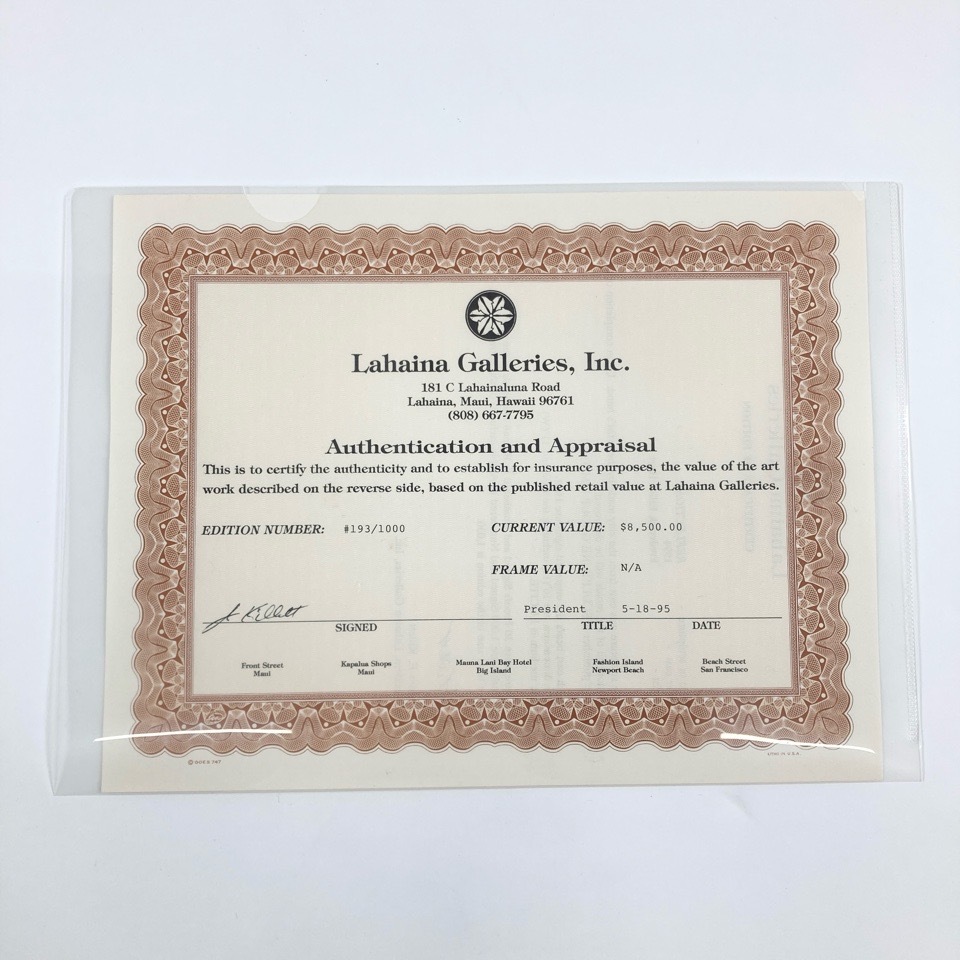 Lahaina Galleries, Inc.
181 C Lahainaluna Road
Lahaina, Maui, Hawaii 96761
(808) 667-7795
Authentication and Appraisal
This is to certify the authenticity and to establish for insurance purposes, the value of the art
work described on the reverse side, based on the published retail value at Lahaina Galleries.
EDITION NUMBER: #193/1000 CURRENT VALUE: $8,500.00
FRAME VALUE: N/A
President 5-18-95
SIGNED TITLE DATE
Front Street Kapalua Shops Mauna Lani Bay Hotel Fashion Island Beach Street
Maui Maui Big Island Newport Beach San Francisco
LITHO IN U.S.A.